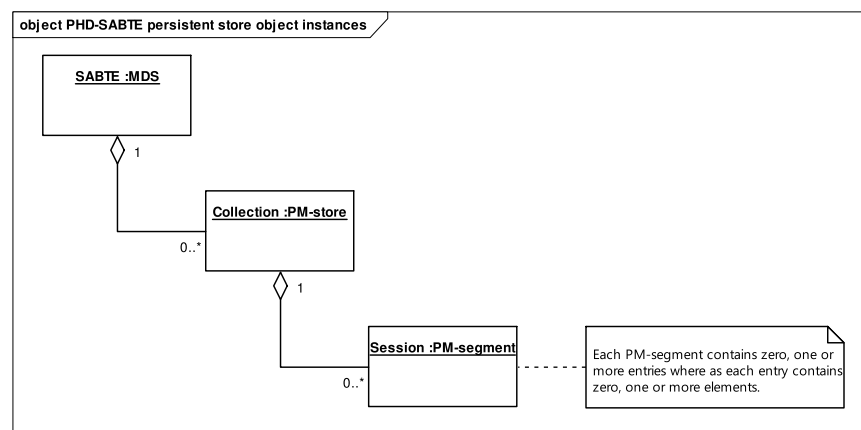 object PHD-SABTE persistent store object instances
SABTE :MDS
1
Collection :PM-store
0..*
1
Session :PM-segment
0..*
Each PM-segment contains zero, one or
more entries where as each entry contains
zero, one or more elements.